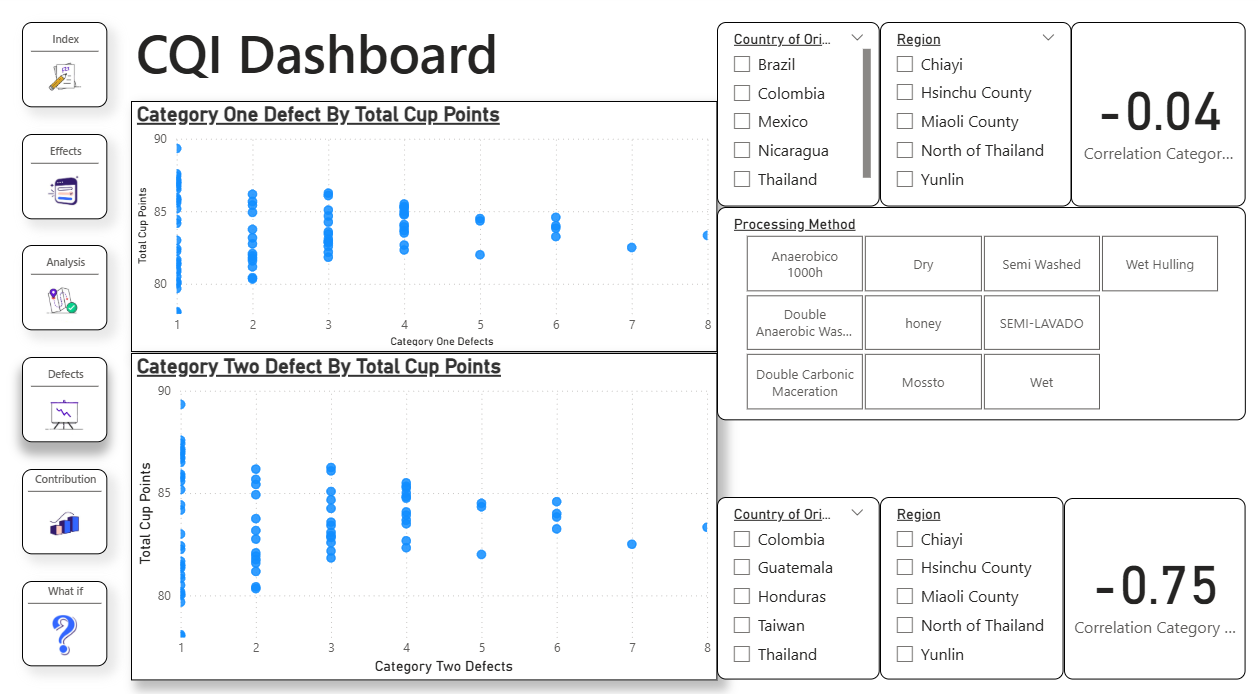 Index
Effects
Analysis
Defects
Contribution
What if
CQI Dashboard
Category One Defect By Total Cup Points
Total Cup Points
90
85
80
1 2 3 4 5 6 7 8
Category One Defects
Category Two Defect By Total Cup Points
Total Cup Points
90
85
80
1 2 3 4 5 6 7 8
Category Two Defects
Country of Ori...
Brazil
Colombia
Mexico
Nicaragua
Thailand
Region
Chiayi
Hsinchu County
Miaoli County
North of Thailand
Yunlin
-0.04
Correlation Categor...
Processing Method
Anaerobico
1000h
Dry
Semi Washed
Wet Hulling
Double
Anaerobic Was...
honey
SEMI-LAVADO
Double Carbonic
Maceration
Mossto
Wet
Country of Ori...
Colombia
Guatemala
Honduras
Taiwan
Thailand
Region
Chiayi
Hsinchu County
Miaoli County
North of Thailand
Yunlin
-0.75
Correlation Category ...